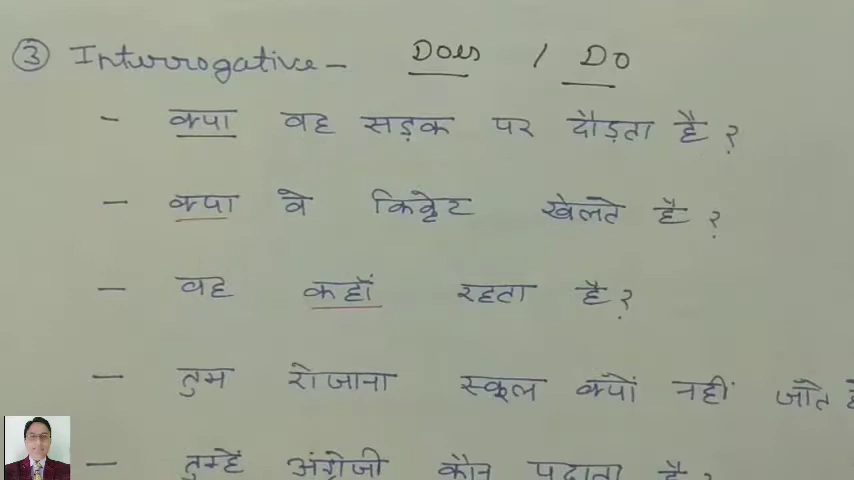 ③ Interrogative - Does / Do
- क्या वह सड़क पर दौड़ता है?
- क्या वे क्रिकेट खेलते है?
- वह कहाँ रहता है?
- तुम रोजाना स्कूल क्यों नहीं जाते
- तुम्हें अंग्रेजी कौन पढाता है?